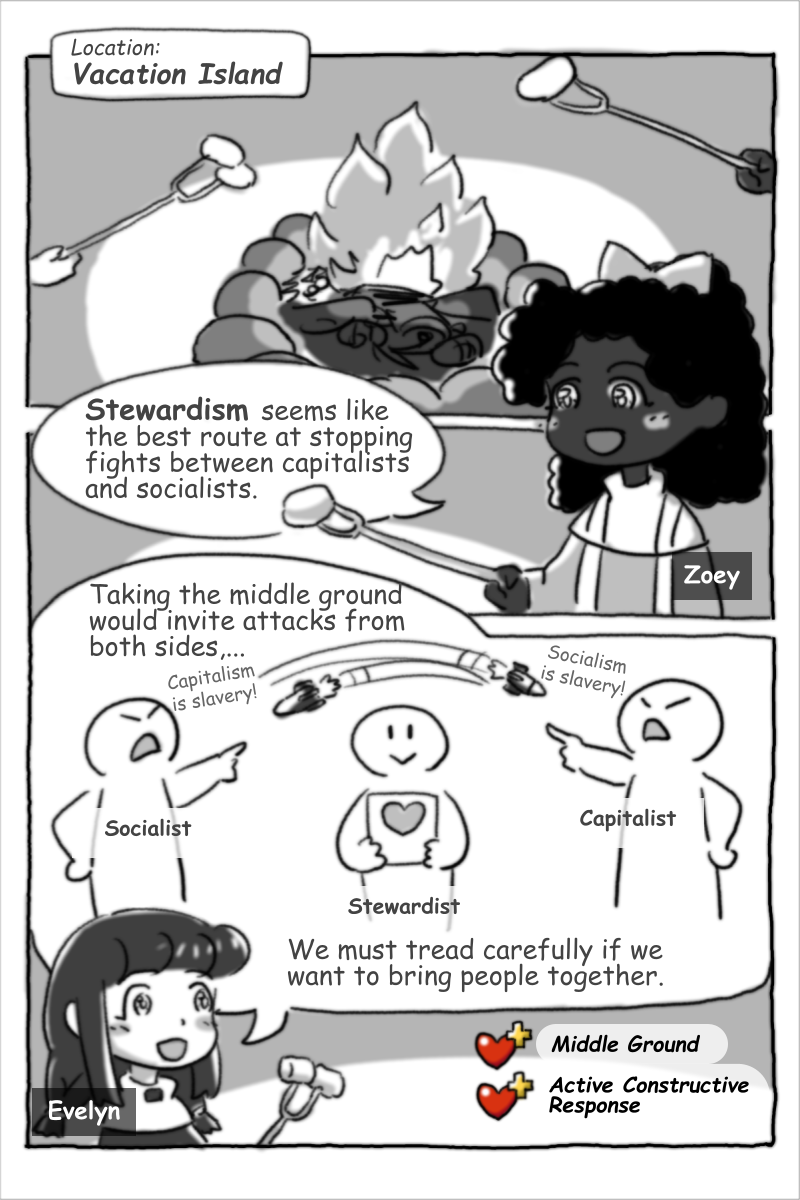 Location:
Vacation Island
Stewardism seems like
the best route at stopping
fights between capitalists
and socialists.
Zoey
Taking the middle ground
would invite attacks from
both sides,...
Capitalism
is slavery!
Socialism
is slavery!
Socialist
Capitalist
Stewardist
We must tread carefully if we
want to bring people together.
Evelyn
Middle Ground
Active Constructive
Response